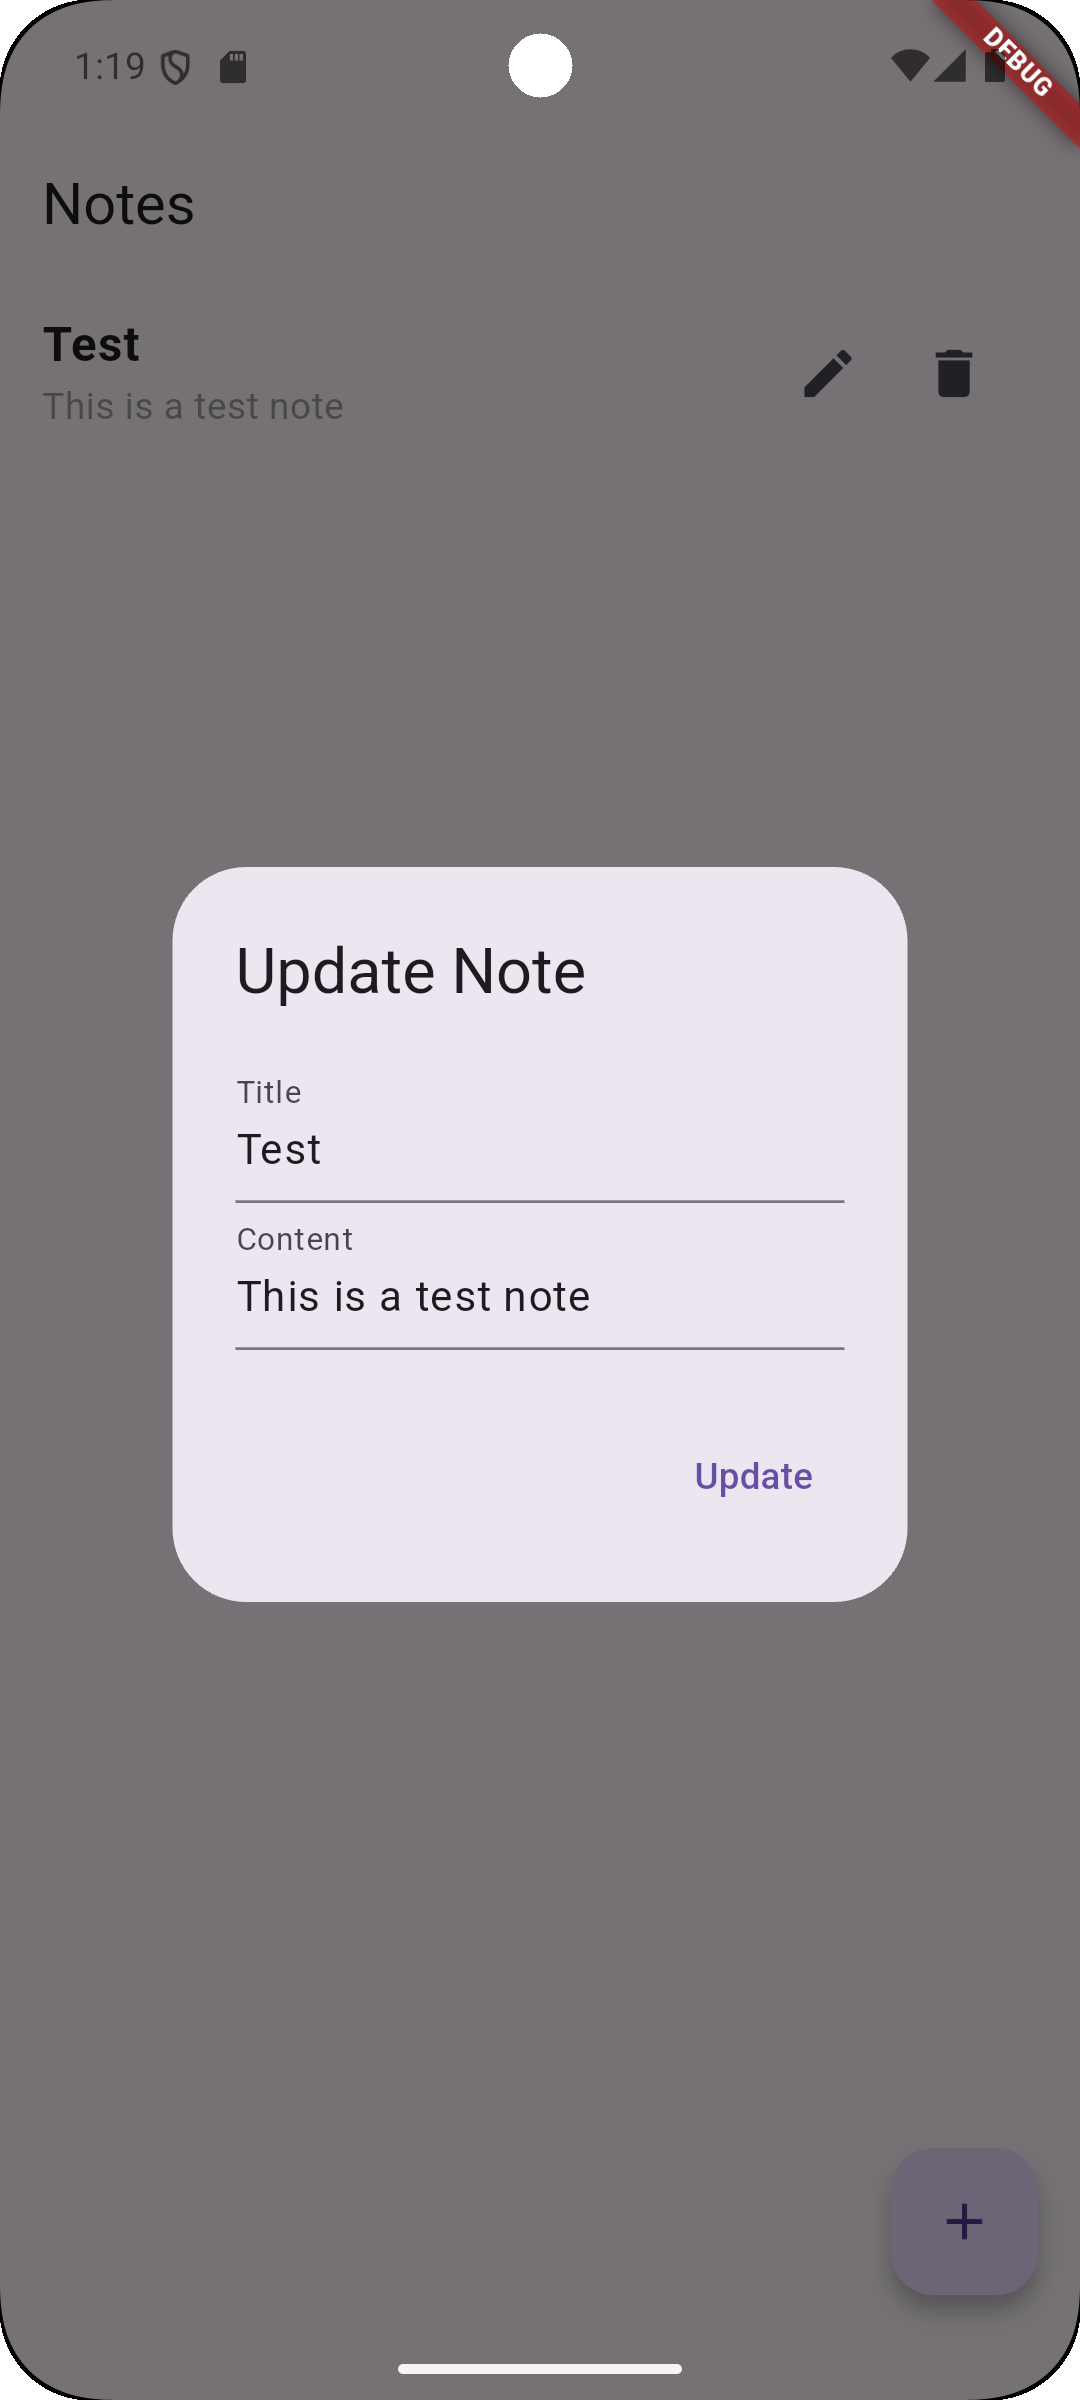 1:19
DEBUG
Notes
Test
This is a test note
Update Note
Title
Test
Content
This is a test note
Update